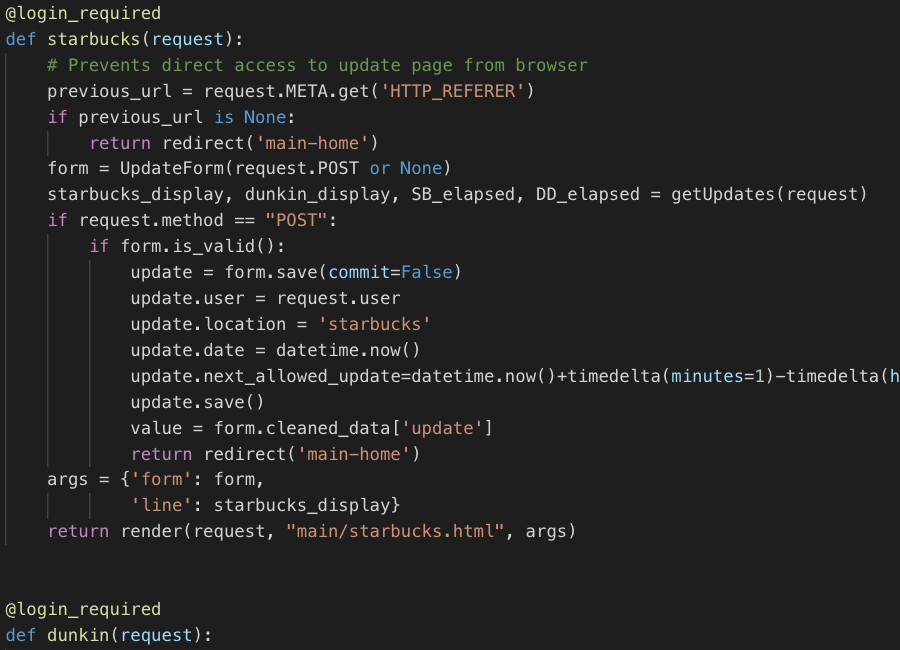 @login_required
def starbucks(request):
    # Prevents direct access to update page from browser
    previous_url = request.META.get('HTTP_REFERER')
    if previous_url is None:
        return redirect('main-home')
    form = UpdateForm(request.POST or None)
    starbucks_display, dunkin_display, SB_elapsed, DD_elapsed = getUpdates(request)
    if request.method == "POST":
        if form.is_valid():
            update = form.save(commit=False)
            update.user = request.user
            update.location = 'starbucks'
            update.date = datetime.now()
            update.next_allowed_update=datetime.now()+timedelta(minutes=1)-timedelta(h
            update.save()
            value = form.cleaned_data['update']
            return redirect('main-home')
    args = {'form': form,
            'line': starbucks_display}
    return render(request, "main/starbucks.html", args)
@login_required
def dunkin(request):